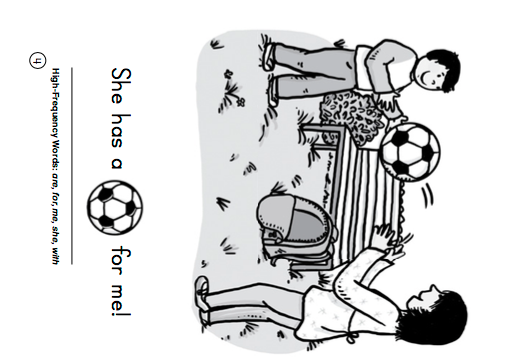 She has a for me!
High-Frequency Words: are, for, me, she, with
4